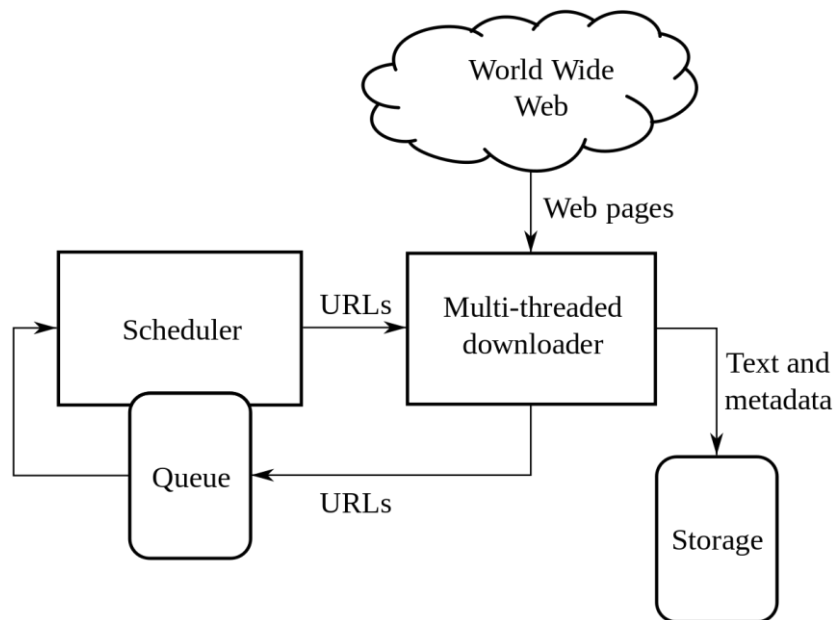 World Wide
Web
Web pages
Scheduler
URLs
Multi-threaded
downloader
Text and
metadata
Queue
URLs
Storage